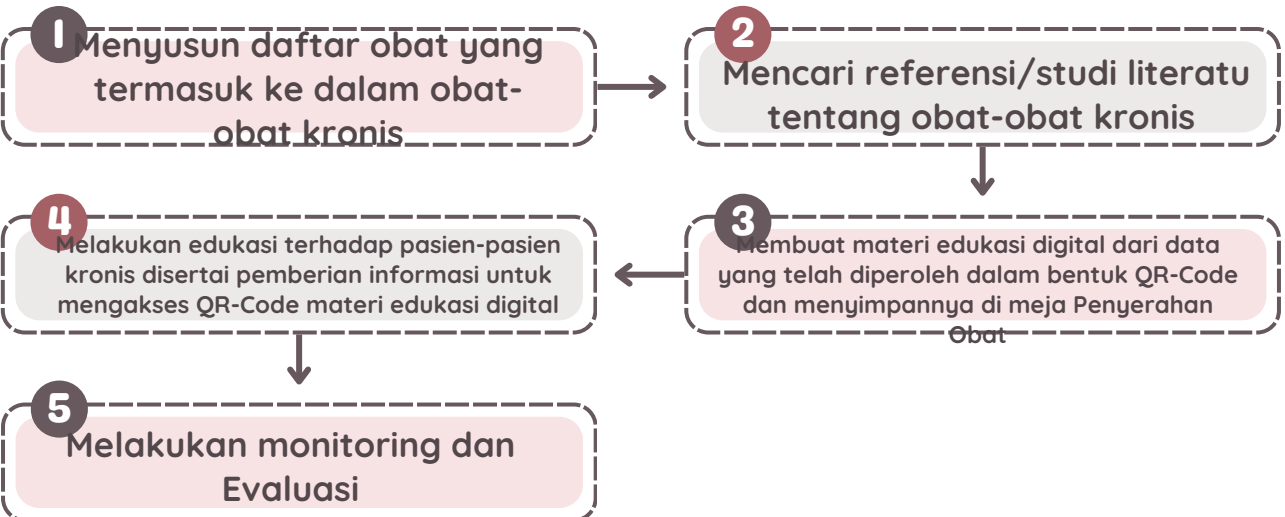 1
Menyusun daftar obat yang
termasuk ke dalam obat-
obat kronis
2
Mencari referensi/studi literatu
tentang obat-obat kronis
3
Membuat materi edukasi digital dari data
yang telah diperoleh dalam bentuk QR-Code
dan menyimpannya di meja Penyerahan
Obat
4
Melakukan edukasi terhadap pasien-pasien
kronis disertai pemberian informasi untuk
mengakses QR-Code materi edukasi digital
5
Melakukan monitoring dan
Evaluasi